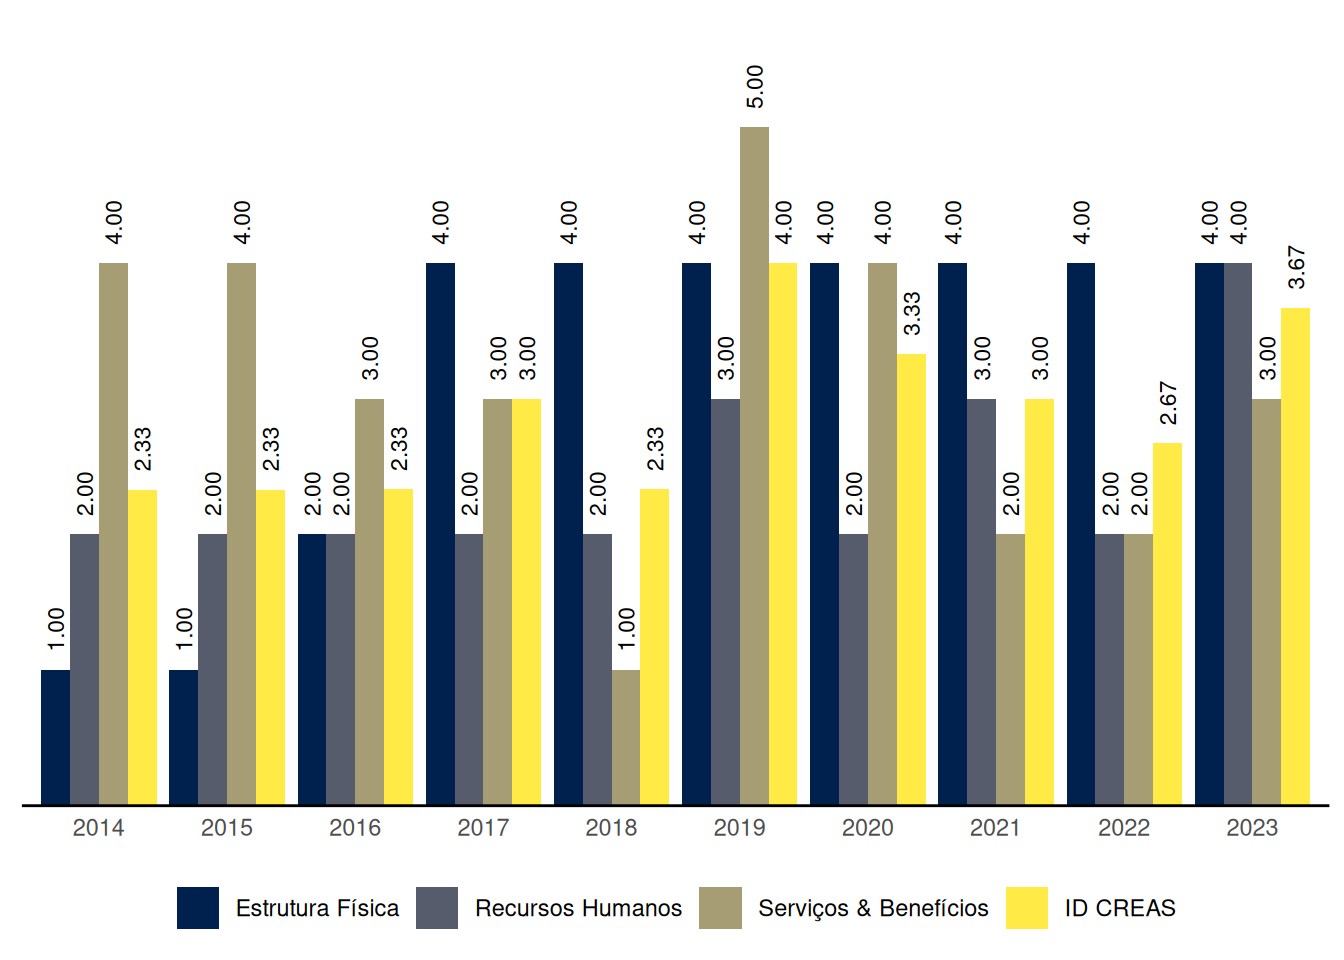 1.00 2.00 4.00 2.33
1.00 2.00 4.00 2.33
2.00 2.00 3.00 2.33
4.00 2.00 3.00 3.00
4.00 2.00 1.00 2.33
4.00 3.00 5.00 4.00
4.00 2.00 4.00 3.33
4.00 3.00 2.00 3.00
4.00 2.00 2.00 2.67
4.00 4.00 3.00 3.67
2014 2015 2016 2017 2018 2019 2020 2021 2022 2023
Estrutura Física Recursos Humanos Serviços & Benefícios ID CREAS